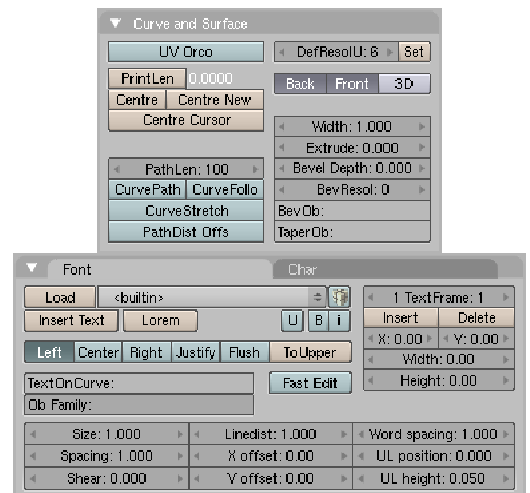 Curve and Surface
UV Orco
DefResolU: 6 Set
PrintLen 0.0000
Back Front 3D
Centre Centre New
Centre Cursor
Width: 1.000
Extrude: 0.000
PathLen: 100
Bevel Depth: 0.000
CurvePath CurveFollo
BevResol: 0
CurveStretch
BevOb:
PathDist Offs
TaperOb:
Font Char
Load <builtin>
1 TextFrame: 1
Insert Text Lorem U B i
Insert Delete
X: 0.00 Y: 0.00
Left Center Right Justify Flush ToUpper
Width: 0.00
TextOnCurve:
Fast Edit
Height: 0.00
Ob Family:
Size: 1.000 Linedist: 1.000 Word spacing: 1.000
Spacing: 1.000 X offset: 0.00 UL position: 0.000
Shear: 0.000 Y offset: 0.00 UL height: 0.050